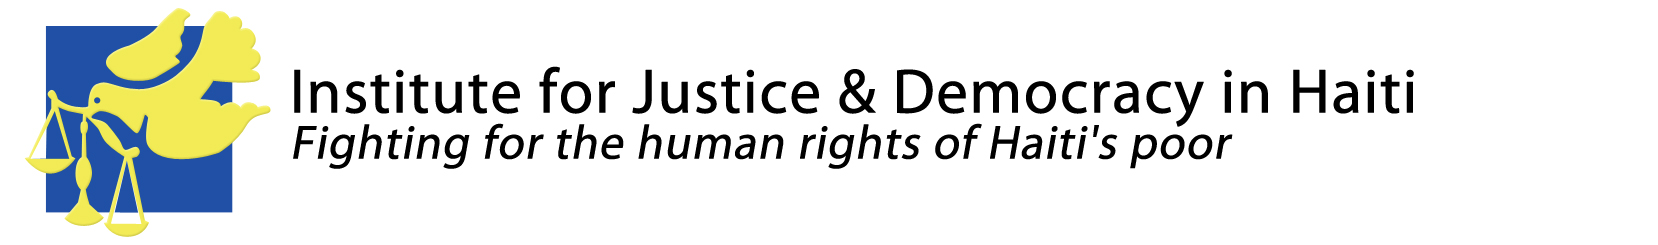 Institute for Justice & Democracy in Haiti
Fighting for the human rights of Haiti's poor